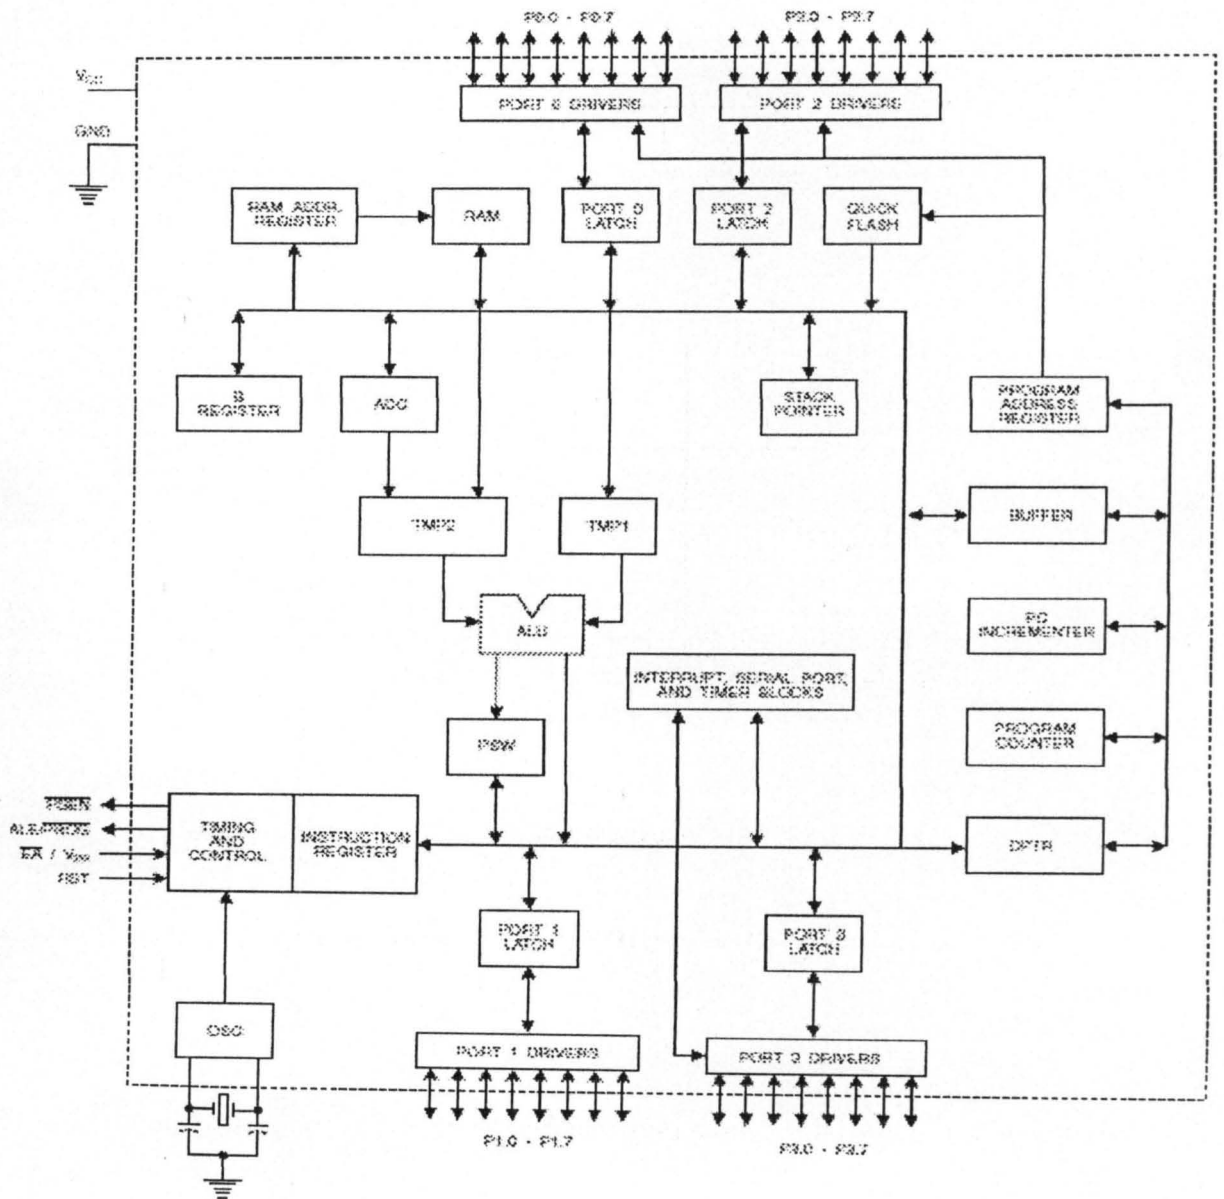 P0.0 - P0.7
P2.0 - P2.7
VCC
GND
PORT 0 DRIVERS
PORT 2 DRIVERS
RAM ADDR.
REGISTER
RAM
PORT 0
LATCH
PORT 2
LATCH
QUICK
FLASH
B
REGISTER
ACC
STACK
POINTER
PROGRAM
ADDRESS
REGISTER
TMP2
TMP1
BUFFER
ALU
PC
INCREMENTER
INTERRUPT, SERIAL PORT,
AND TIMER BLOCKS
PSW
PROGRAM
COUNTER
PSEN
ALE/PROG
EA / VPP
RST
TIMING
AND
CONTROL
INSTRUCTION
REGISTER
DPTR
PORT 1
LATCH
PORT 3
LATCH
OSC
PORT 1 DRIVERS
PORT 3 DRIVERS
P1.0 - P1.7
P3.0 - P3.7